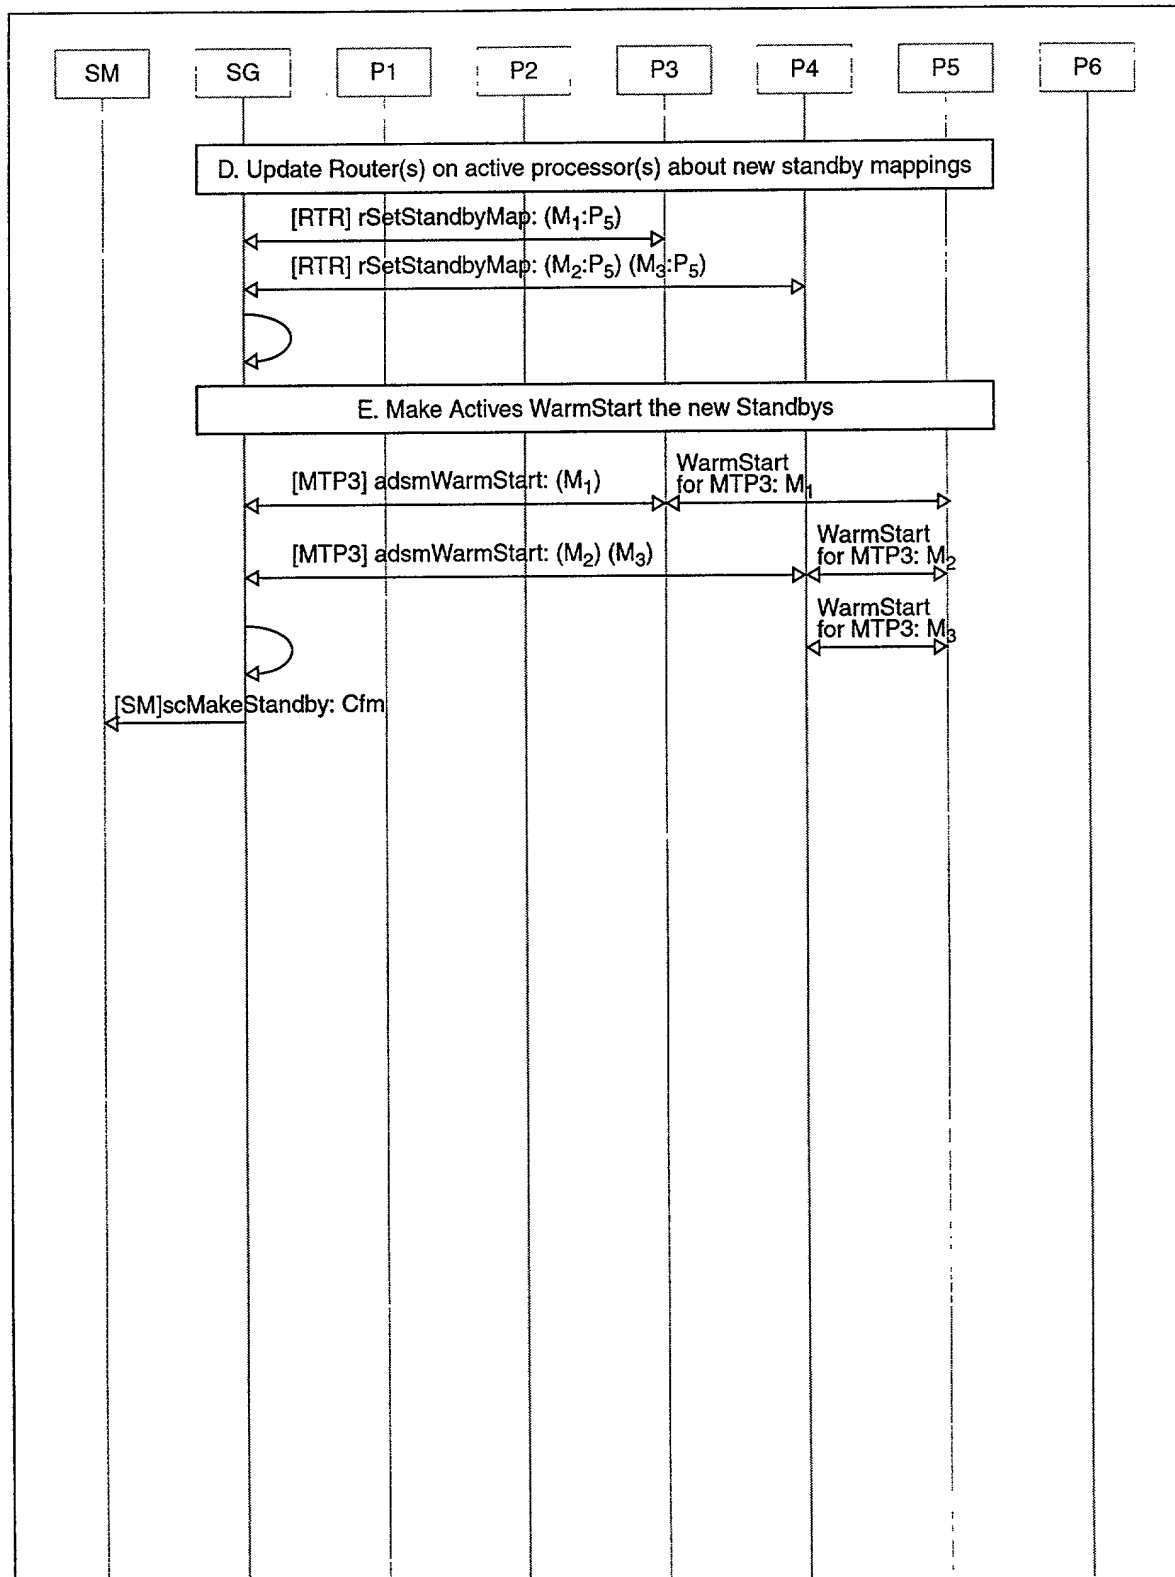 SM SG P1 P2 P3 P4 P5 P6
D. Update Router(s) on active processor(s) about new standby mappings
[RTR] rSetStandbyMap: (M₁:P₅)
[RTR] rSetStandbyMap: (M₂:P₅) (M₃:P₅)
E. Make Actives WarmStart the new Standbys
[MTP3] adsmWarmStart: (M₁)
WarmStart
for MTP3: M₁
[MTP3] adsmWarmStart: (M₂) (M₃)
WarmStart
for MTP3: M₂
WarmStart
for MTP3: M₃
[SM]scMakeStandby: Cfm